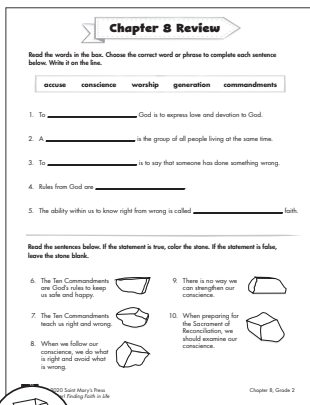 Chapter 8 Review
Read the words in the box. Choose the correct word or phrase to complete each sentence
below. Write it on the line.
accuse conscience worship generation commandments
1. To ____________ God is to express love and devotion to God.
2. A ____________ is the group of all people living at the same time.
3. To ____________ is to say that someone has done something wrong.
4. Rules from God are ____________.
5. The ability within us to know right from wrong is called ____________ faith.
Read the sentences below. If the statement is true, color the stone. If the statement is false,
leave the stone blank.
6. The Ten Commandments
are God's rules to keep
us safe and happy.
7. The Ten Commandments
teach us right and wrong.
8. When we follow our
conscience, we do what
is right and avoid what
is wrong.
9. There is no way we
can strengthen our
conscience.
10. When preparing for
the Sacrament of
Reconciliation, we
should examine our
conscience.
2020 Saint Mary's Press
Finding Faith in Life
Chapter 8, Grade 2